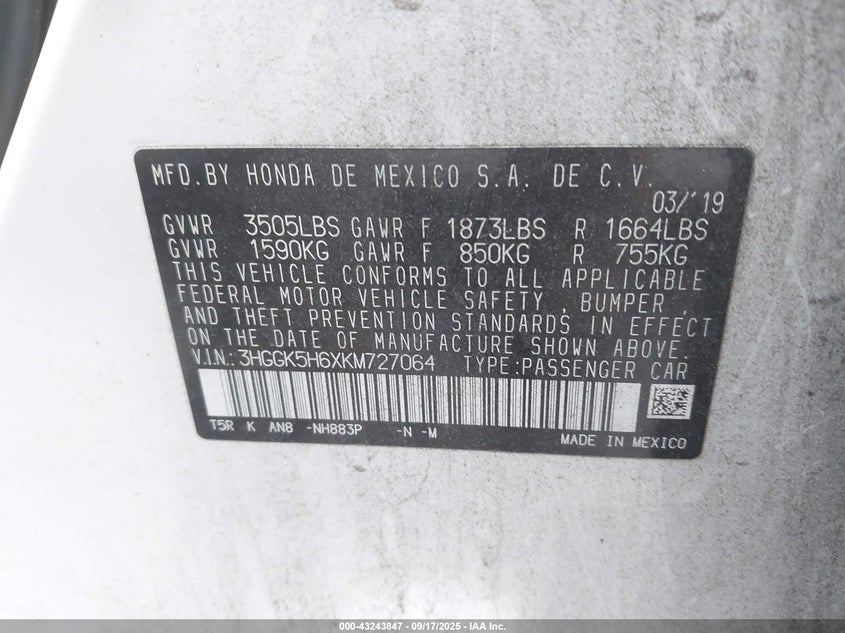 MFD.BY HONDA DE MEXICO S.A. DE C.V.
03/'19
GVWR 3505LBS GAWR F 1873LBS R 1664LBS
GVWR 1590KG GAWR F 850KG R 755KG
THIS VEHICLE CONFORMS TO ALL APPLICABLE
FEDERAL MOTOR VEHICLE SAFETY , BUMPER ,
AND THEFT PREVENTION STANDARDS IN EFFECT
ON THE DATE OF MANUFACTURE SHOWN ABOVE.
V.I.N.: 3HGGK5H6XKM727064 TYPE:PASSENGER CAR
T5R K AN8 -NH883P -N -M
MADE IN MEXICO
000-43243847 - 09/17/2025 - IAA Inc.